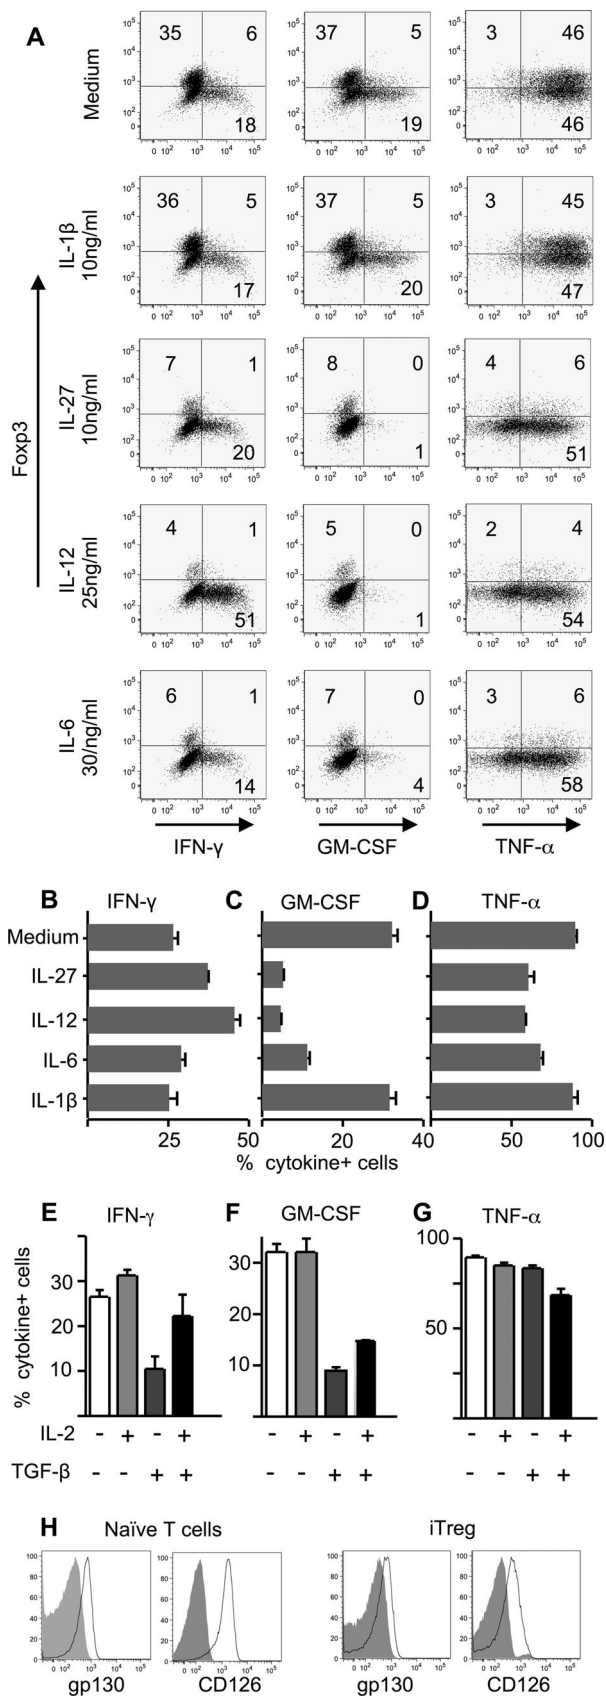 A
Medium
35 6
18
37 5
19
3 46
46
IL-1β
10ng/ml
36 5
17
37 5
20
3 45
47
Foxp3
IL-27
10ng/ml
7 1
20
8 0
1
4 6
51
IL-12
25ng/ml
4 1
51
5 0
1
2 4
54
IL-6
30/ng/ml
6 1
14
7 0
4
3 6
58
IFN-γ GM-CSF TNF-α
B IFN-γ C GM-CSF D TNF-α
Medium
IL-27
IL-12
IL-6
IL-1β
25 50 20 40 50 100
% cytokine+ cells
E IFN-γ F GM-CSF G TNF-α
% cytokine+ cells
30
20
10
30
20
10
100
50
IL-2 - + - + - + - + - + - +
TGF-β - - + + - - + + - - + +
H
Naïve T cells iTreg
gp130 CD126 gp130 CD126